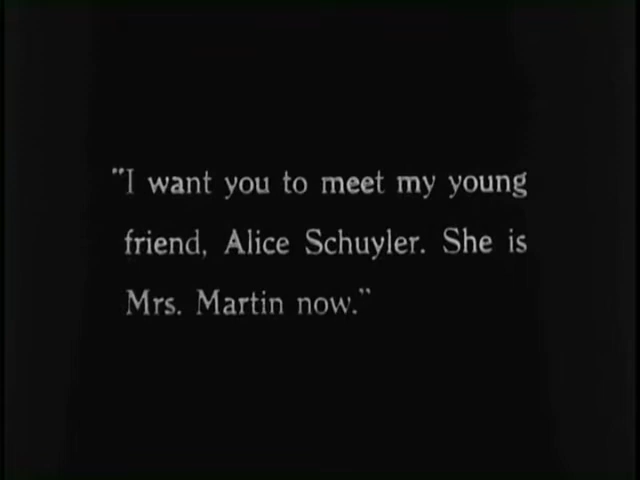 "I want you to meet my young
friend, Alice Schuyler. She is
Mrs. Martin now."